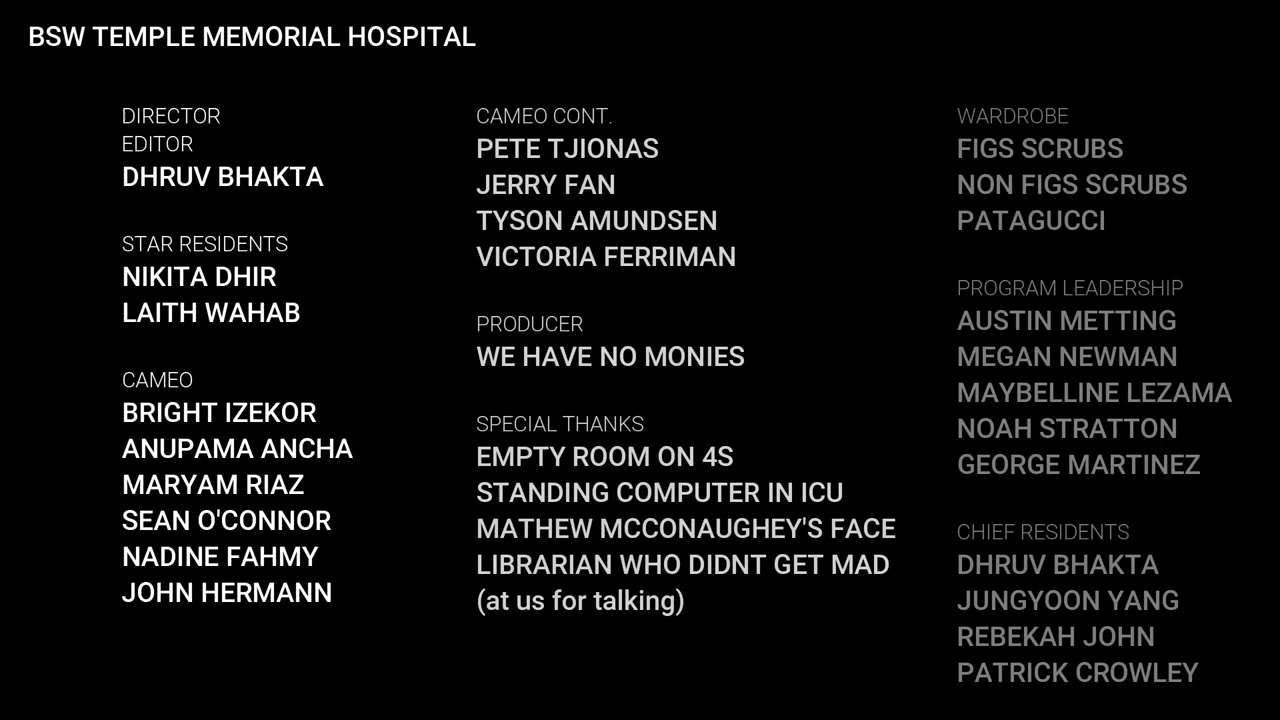 BSW TEMPLE MEMORIAL HOSPITAL
DIRECTOR
EDITOR
DHRUV BHAKTA
STAR RESIDENTS
NIKITA DHIR
LAITH WAHAB
CAMEO
BRIGHT IZEKOR
ANUPAMA ANCHA
MARYAM RIAZ
SEAN O'CONNOR
NADINE FAHMY
JOHN HERMANN
CAMEO CONT.
PETE TJIONAS
JERRY FAN
TYSON AMUNDSEN
VICTORIA FERRIMAN
PRODUCER
WE HAVE NO MONIES
SPECIAL THANKS
EMPTY ROOM ON 4S
STANDING COMPUTER IN ICU
MATHEW MCCONAUGHEY'S FACE
LIBRARIAN WHO DIDNT GET MAD
(at us for talking)
WARDROBE
FIGS SCRUBS
NON FIGS SCRUBS
PATAGUCCI
PROGRAM LEADERSHIP
AUSTIN METTING
MEGAN NEWMAN
MAYBELLINE LEZAMA
NOAH STRATTON
GEORGE MARTINEZ
CHIEF RESIDENTS
DHRUV BHAKTA
JUNGYOON YANG
REBEKAH JOHN
PATRICK CROWLEY